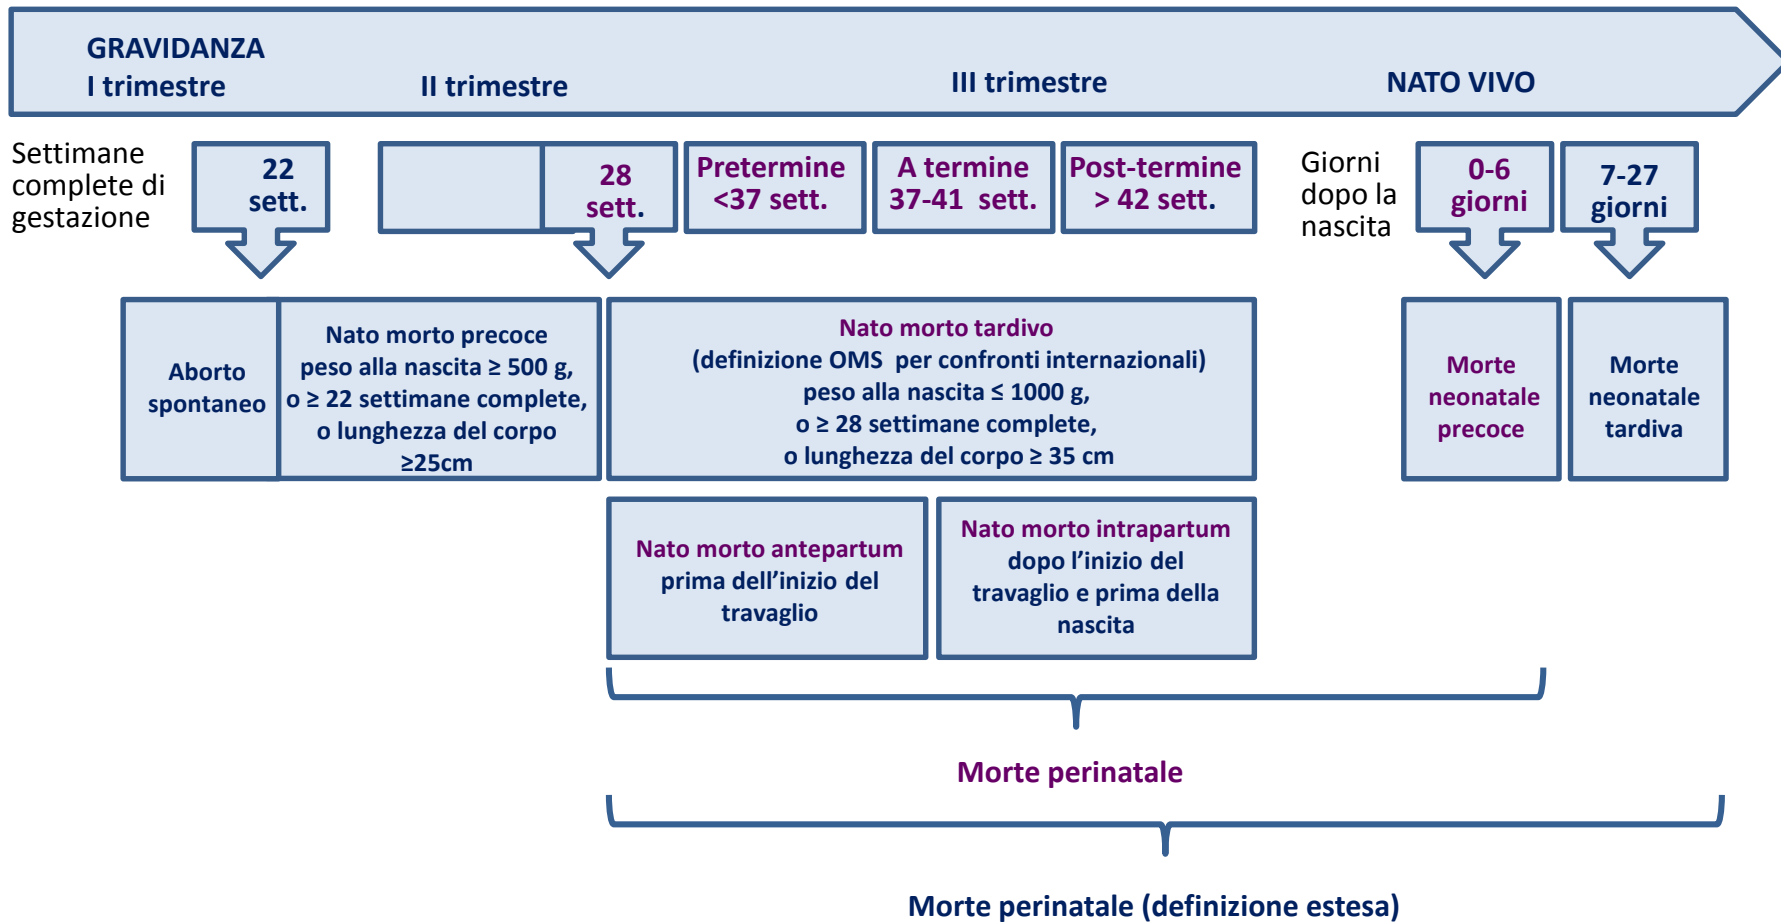 GRAVIDANZA
I trimestre
II trimestre
III trimestre
NATO VIVO
Settimane
complete di
gestazione
22
sett.
28
sett.
Pretermine
<37 sett.
A termine
37-41 sett.
Post-termine
> 42 sett.
Giorni
dopo la
nascita
0-6
giorni
7-27
giorni
Aborto
spontaneo
Nato morto precoce
peso alla nascita ≥ 500 g,
o ≥ 22 settimane complete,
o lunghezza del corpo
≥25cm
Nato morto tardivo
(definizione OMS per confronti internazionali)
peso alla nascita ≤ 1000 g,
o ≥ 28 settimane complete,
o lunghezza del corpo ≥ 35 cm
Morte
neonatale
precoce
Morte
neonatale
tardiva
Nato morto antepartum
prima dell'inizio del
travaglio
Nato morto intrapartum
dopo l'inizio del
travaglio e prima della
nascita
Morte perinatale
Morte perinatale (definizione estesa)